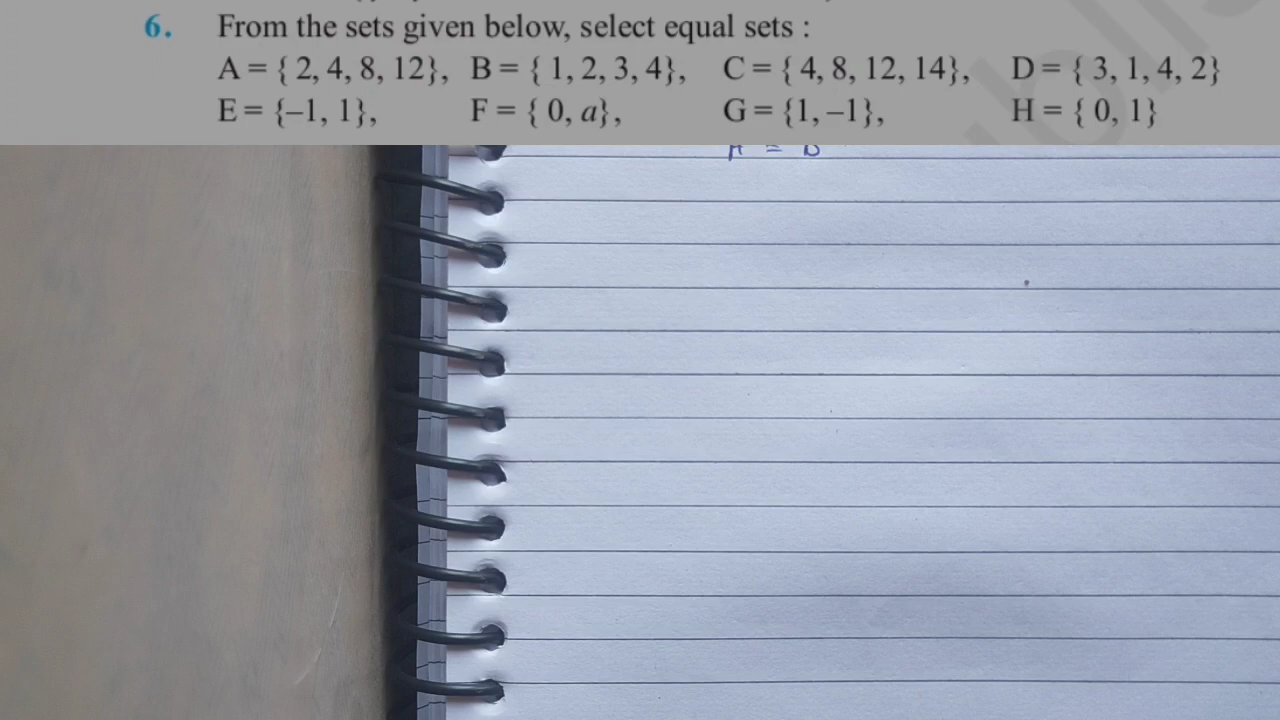 6. From the sets given below, select equal sets :
A = { 2, 4, 8, 12}, B = { 1, 2, 3, 4}, C = { 4, 8, 12, 14}, D = { 3, 1, 4, 2}
E = {–1, 1}, F = { 0, a}, G = {1, –1}, H = { 0, 1}